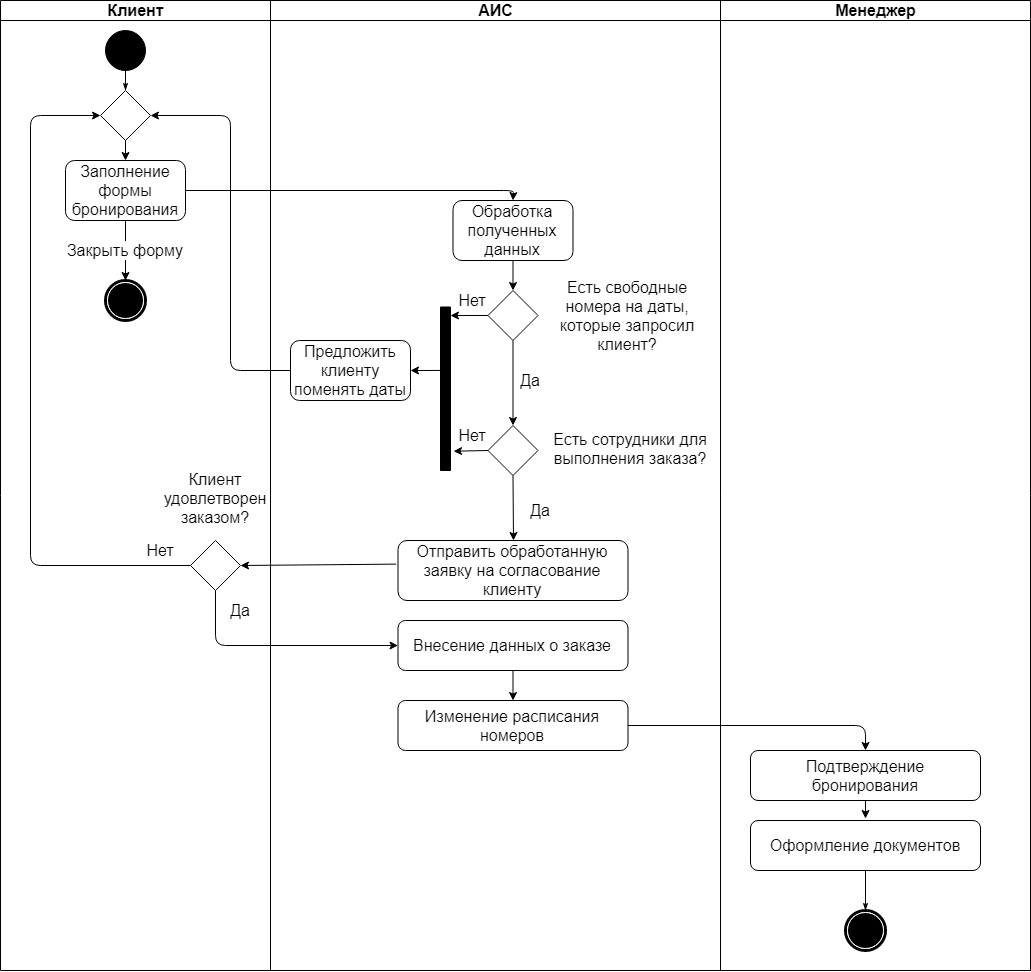 Клиент
АИС
Менеджер
Заполнение
формы
бронирования
Закрыть форму
Обработка
полученных
данных
Нет
Есть свободные
номера на даты,
которые запросил
клиент?
Предложить
клиенту
поменять даты
Да
Нет
Есть сотрудники для
выполнения заказа?
Клиент
удовлетворен
заказом?
Да
Нет
Отправить обработанную
заявку на согласование
клиенту
Да
Внесение данных о заказе
Изменение расписания
номеров
Подтверждение
бронирования
Оформление документов